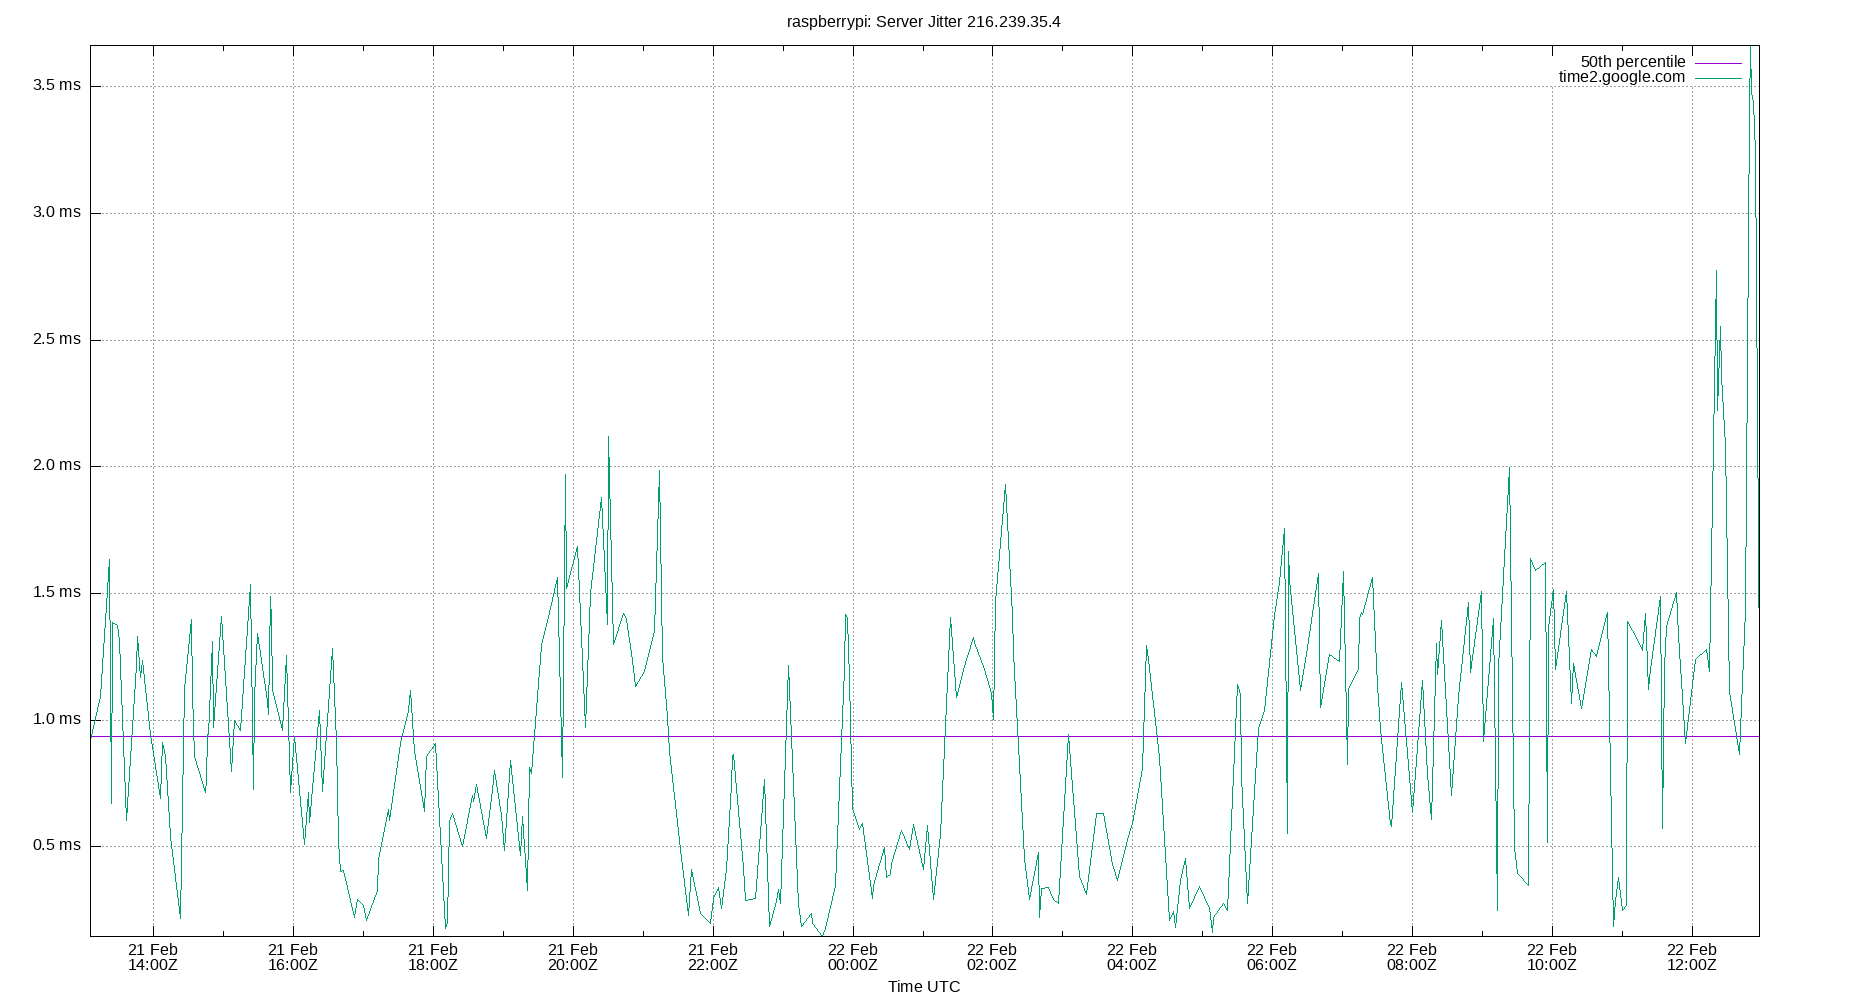 raspberrypi: Server Jitter 216.239.35.4
50th percentile
time2.google.com
3.5 ms
3.0 ms
2.5 ms
2.0 ms
1.5 ms
1.0 ms
0.5 ms
21 Feb 21 Feb 21 Feb 21 Feb 21 Feb 22 Feb 22 Feb 22 Feb 22 Feb 22 Feb 22 Feb 22 Feb
14:00Z 16:00Z 18:00Z 20:00Z 22:00Z 00:00Z 02:00Z 04:00Z 06:00Z 08:00Z 10:00Z 12:00Z
Time UTC